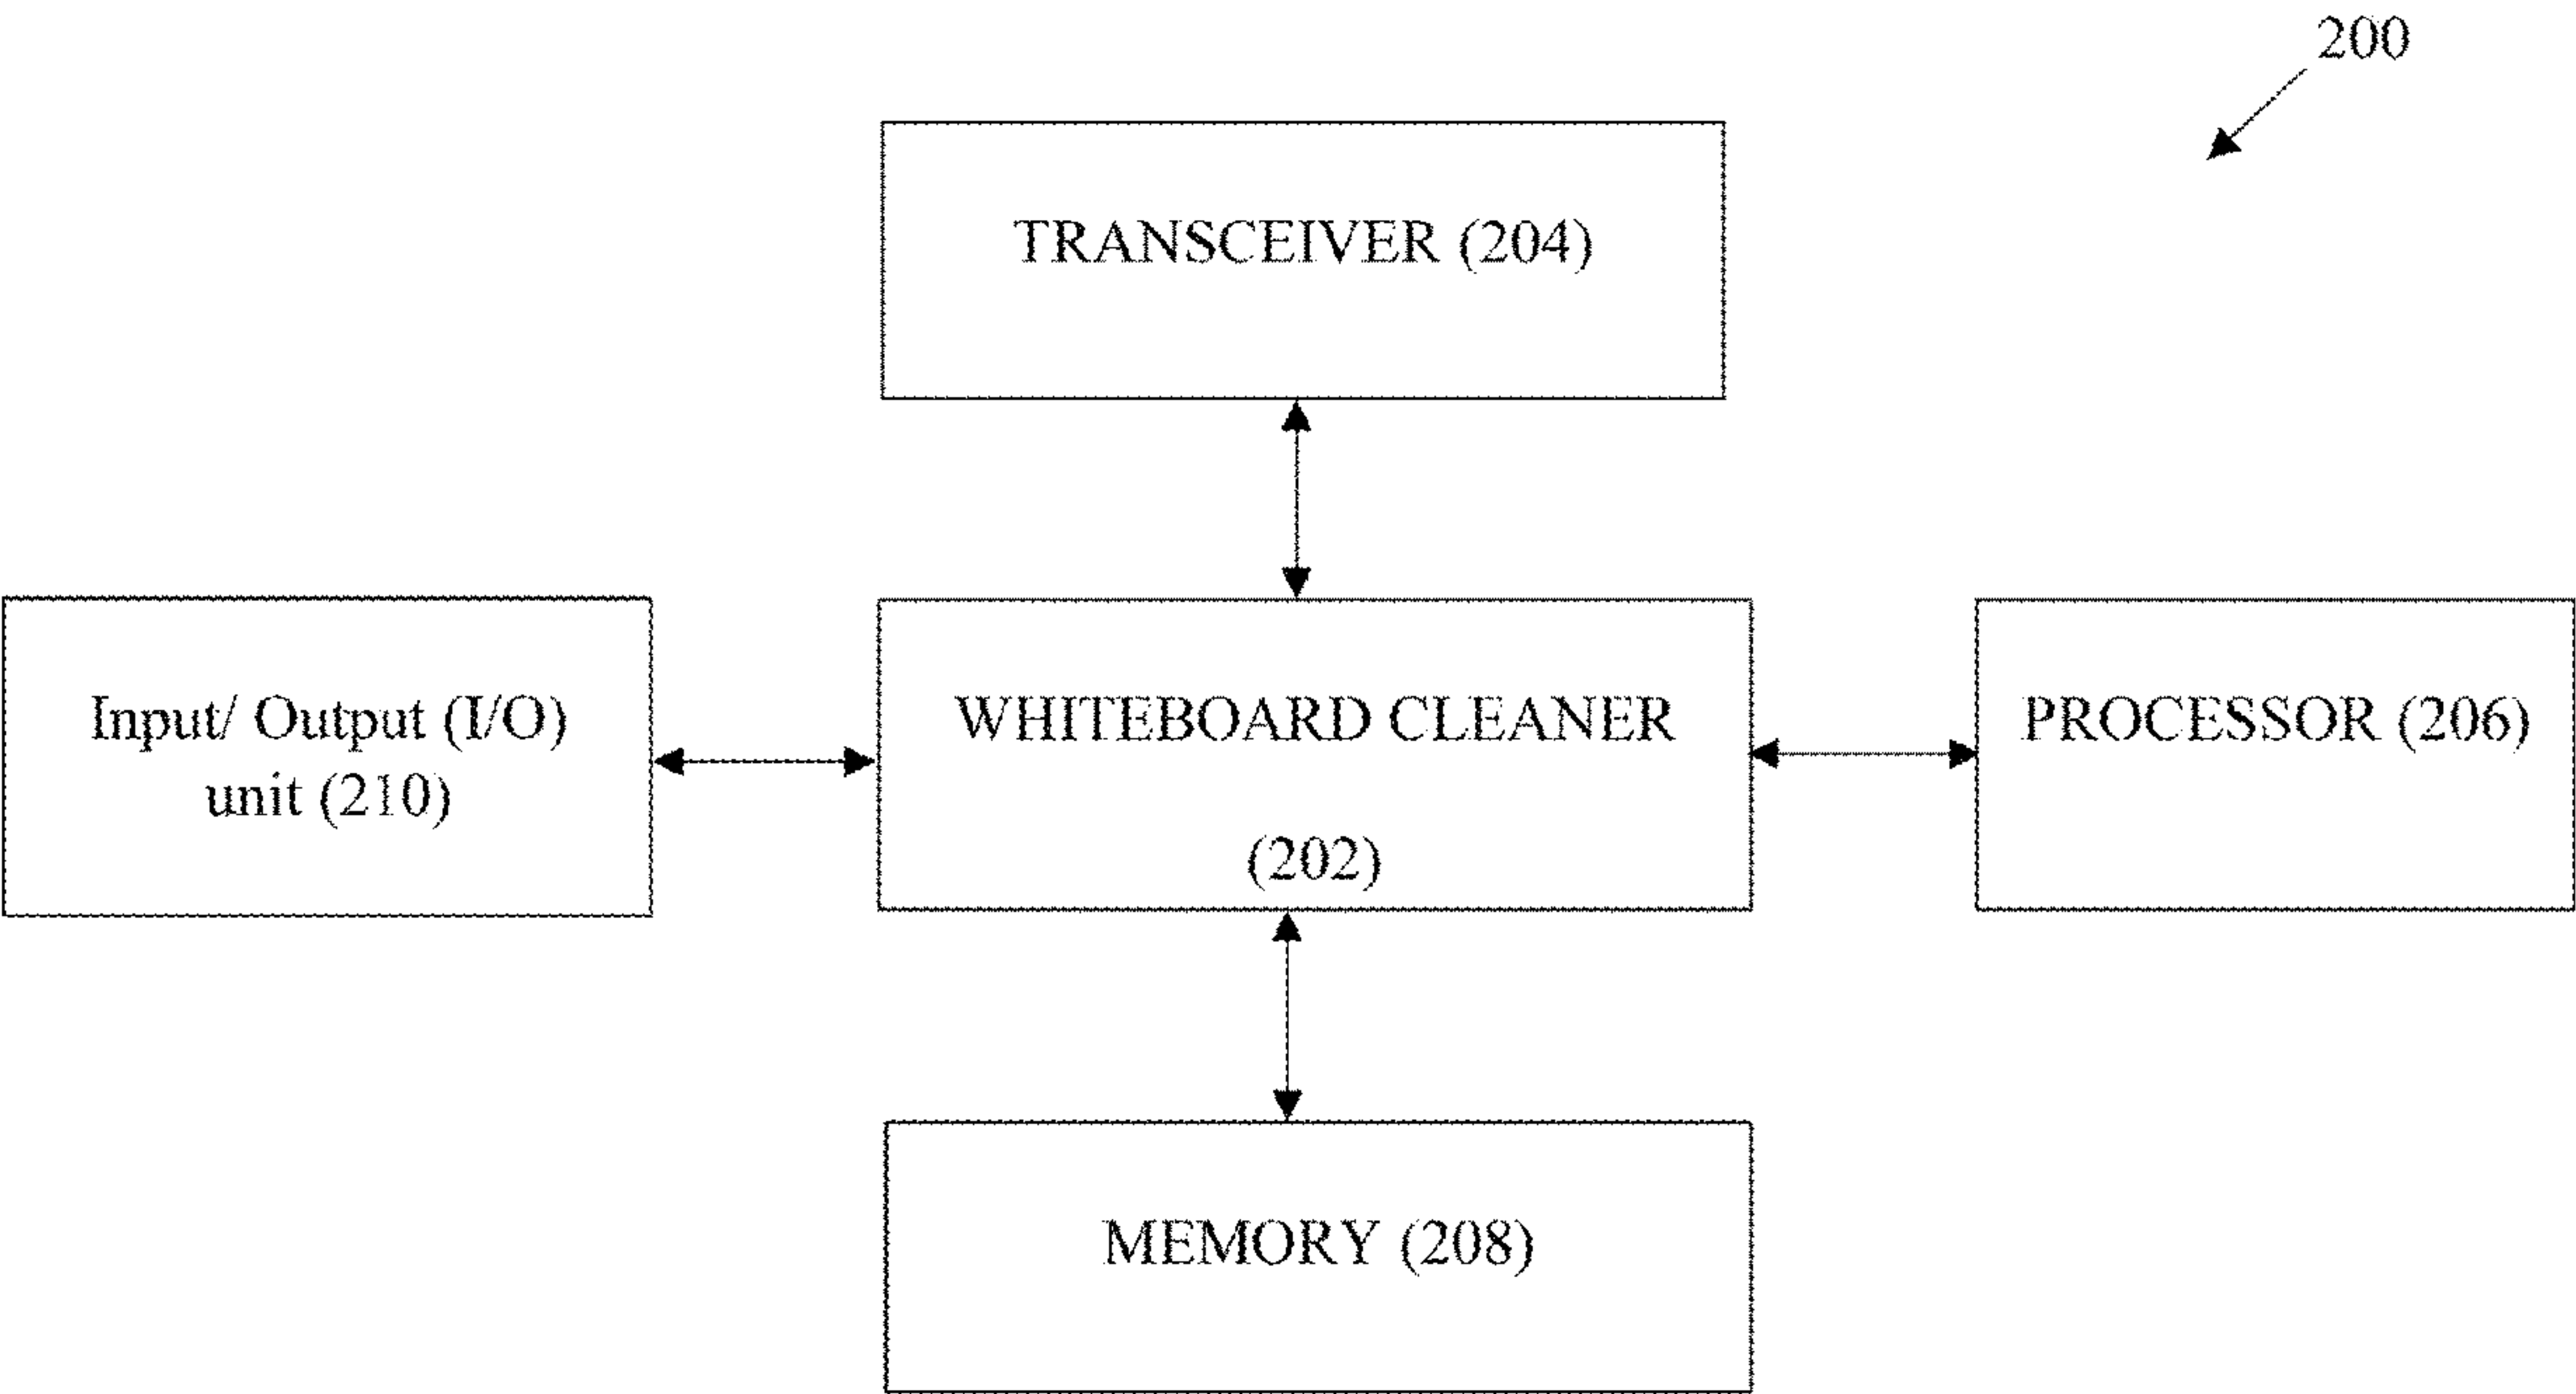 200
TRANSCEIVER (204)
Input/ Output (I/O)
unit (210)
WHITEBOARD CLEANER
(202)
PROCESSOR (206)
MEMORY (208)